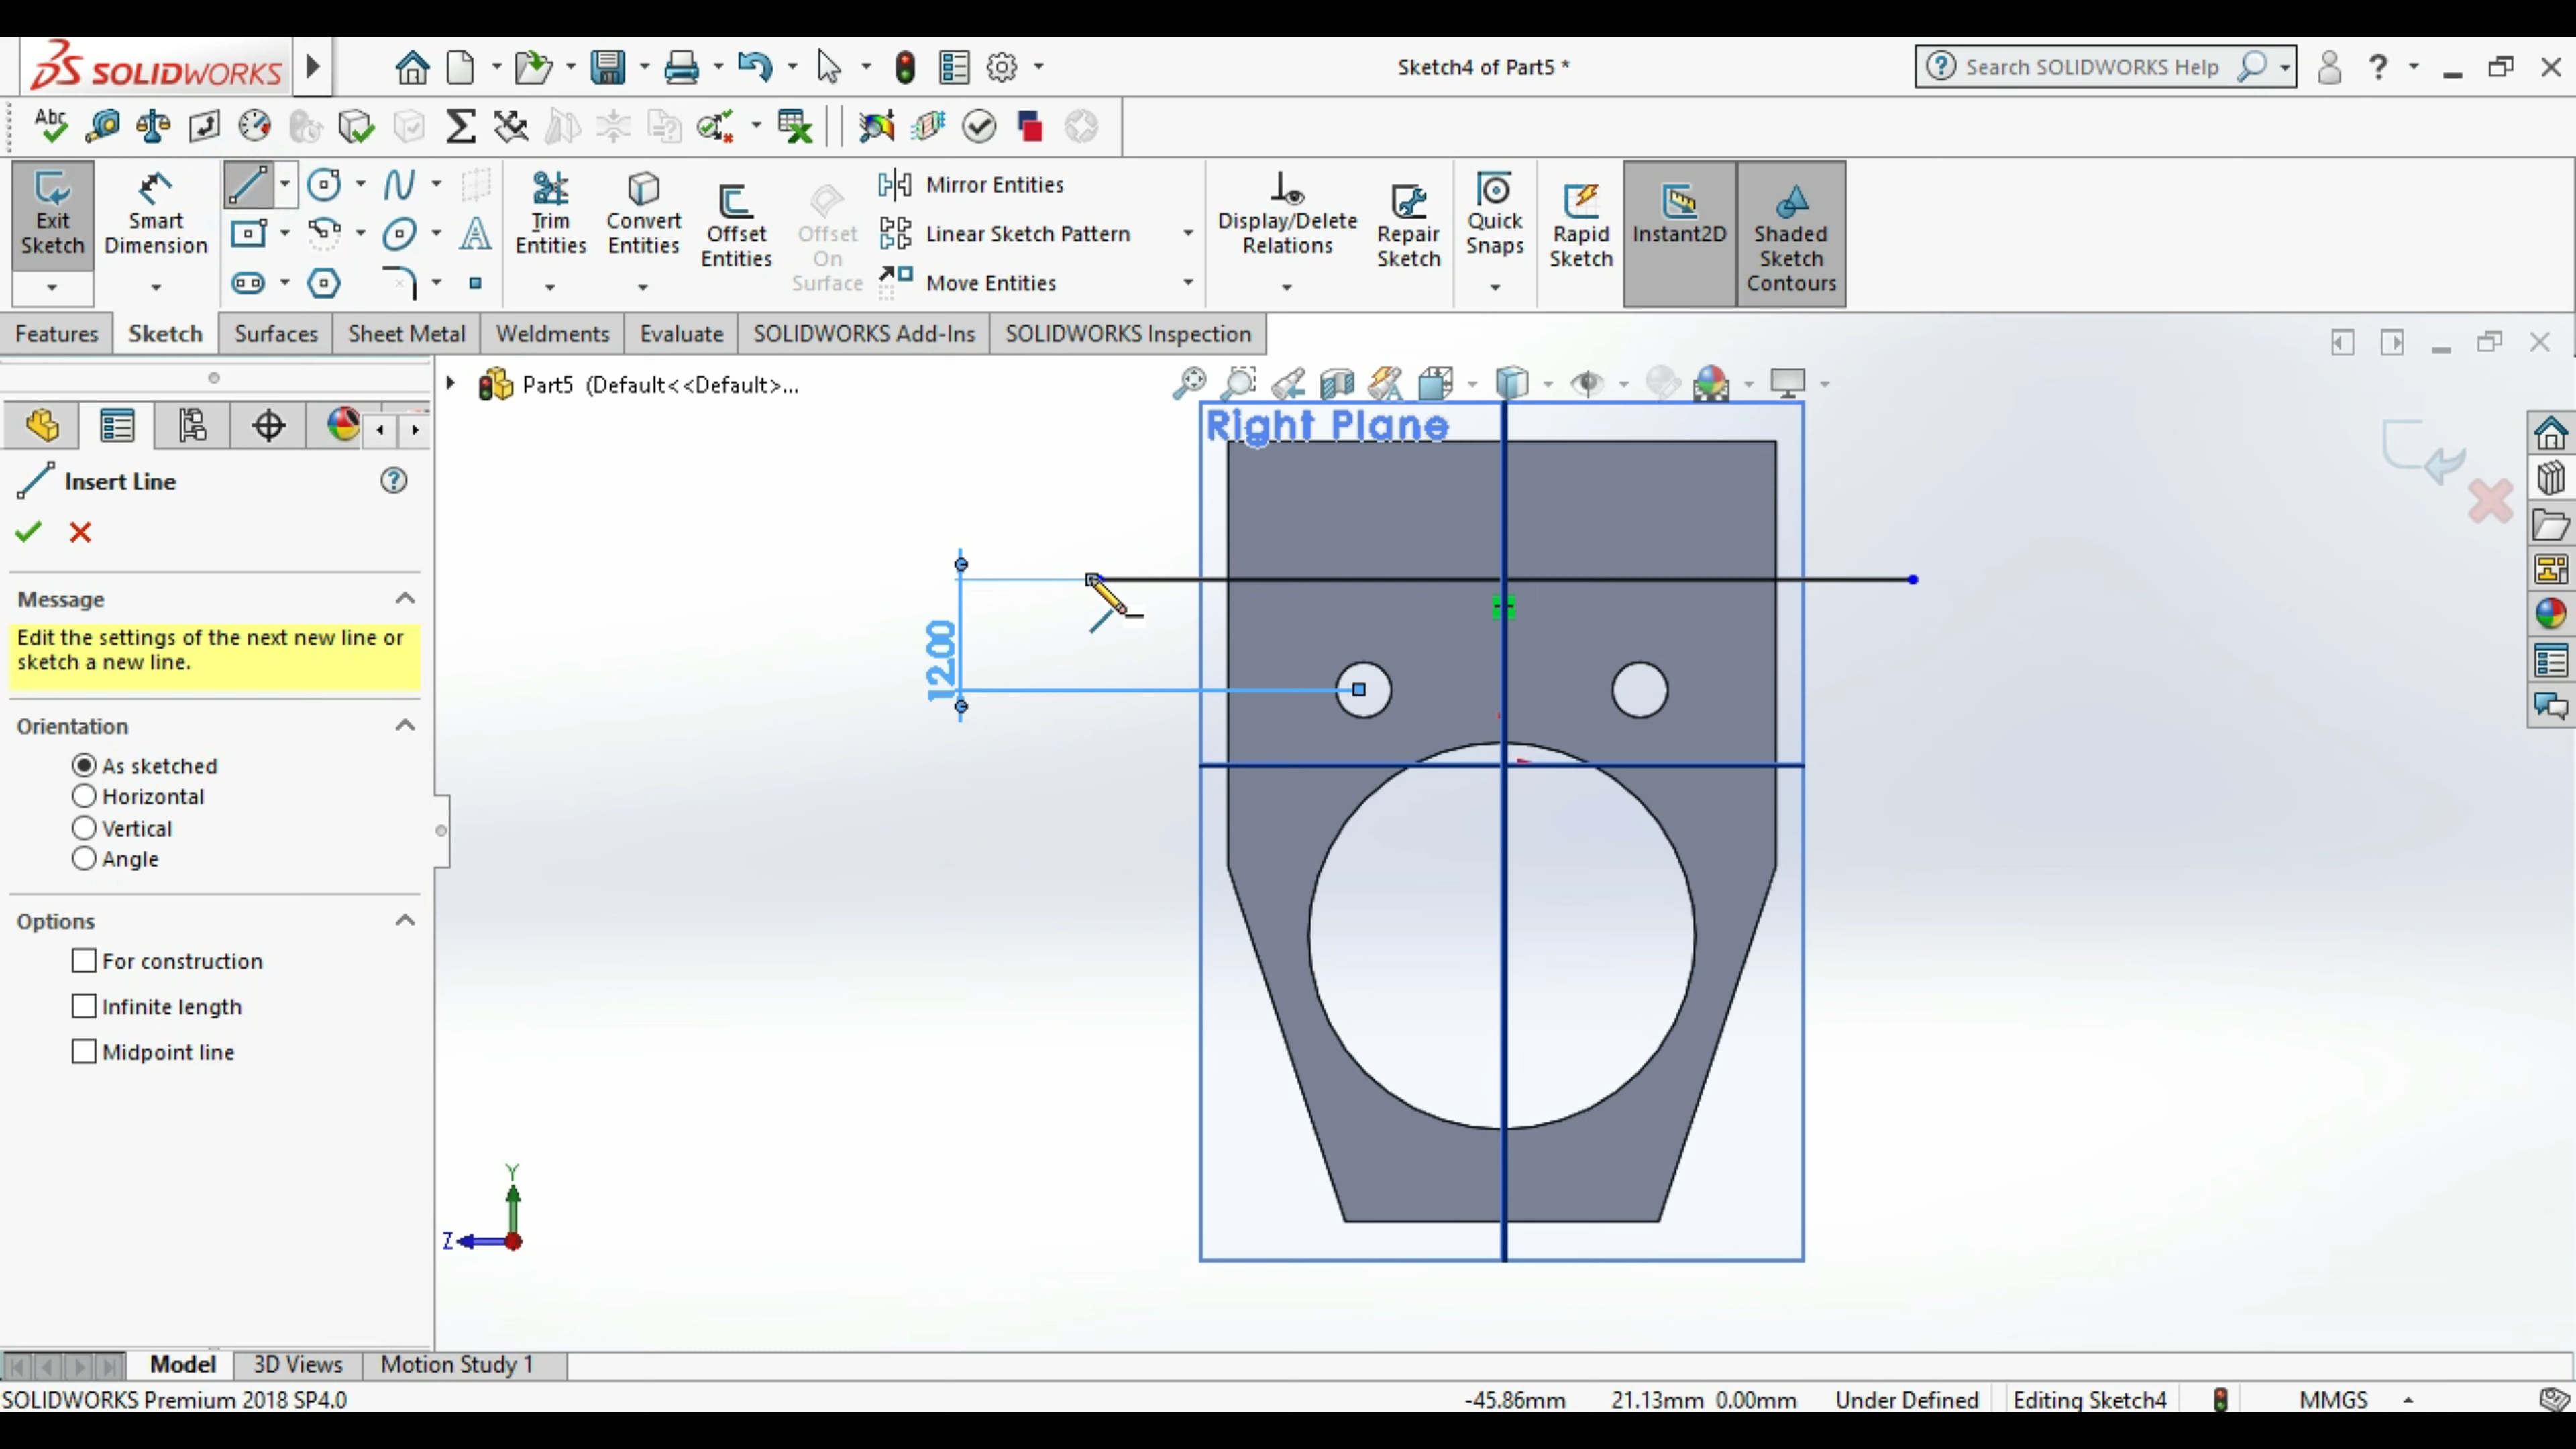 SOLIDWORKS
Sketch4 of Part5 *
Search SOLIDWORKS Help
?
Abc
Exit Sketch
Smart Dimension
Trim Entities
Convert Entities
Offset Entities
Offset On Surface
Mirror Entities
Linear Sketch Pattern
Move Entities
Display/Delete Relations
Repair Sketch
Quick Snaps
Rapid Sketch
Instant2D
Shaded Sketch Contours
Features
Sketch
Surfaces
Sheet Metal
Weldments
Evaluate
SOLIDWORKS Add-Ins
SOLIDWORKS Inspection
Part5 (Default<<Default>...
Right Plane
Insert Line
?
Message
Edit the settings of the next new line or
sketch a new line.
12.00
Orientation
As sketched
Horizontal
Vertical
Angle
Options
For construction
Infinite length
Midpoint line
Y
Z
Model
3D Views
Motion Study 1
SOLIDWORKS Premium 2018 SP4.0
-45.86mm
21.13mm 0.00mm
Under Defined
Editing Sketch4
MMGS